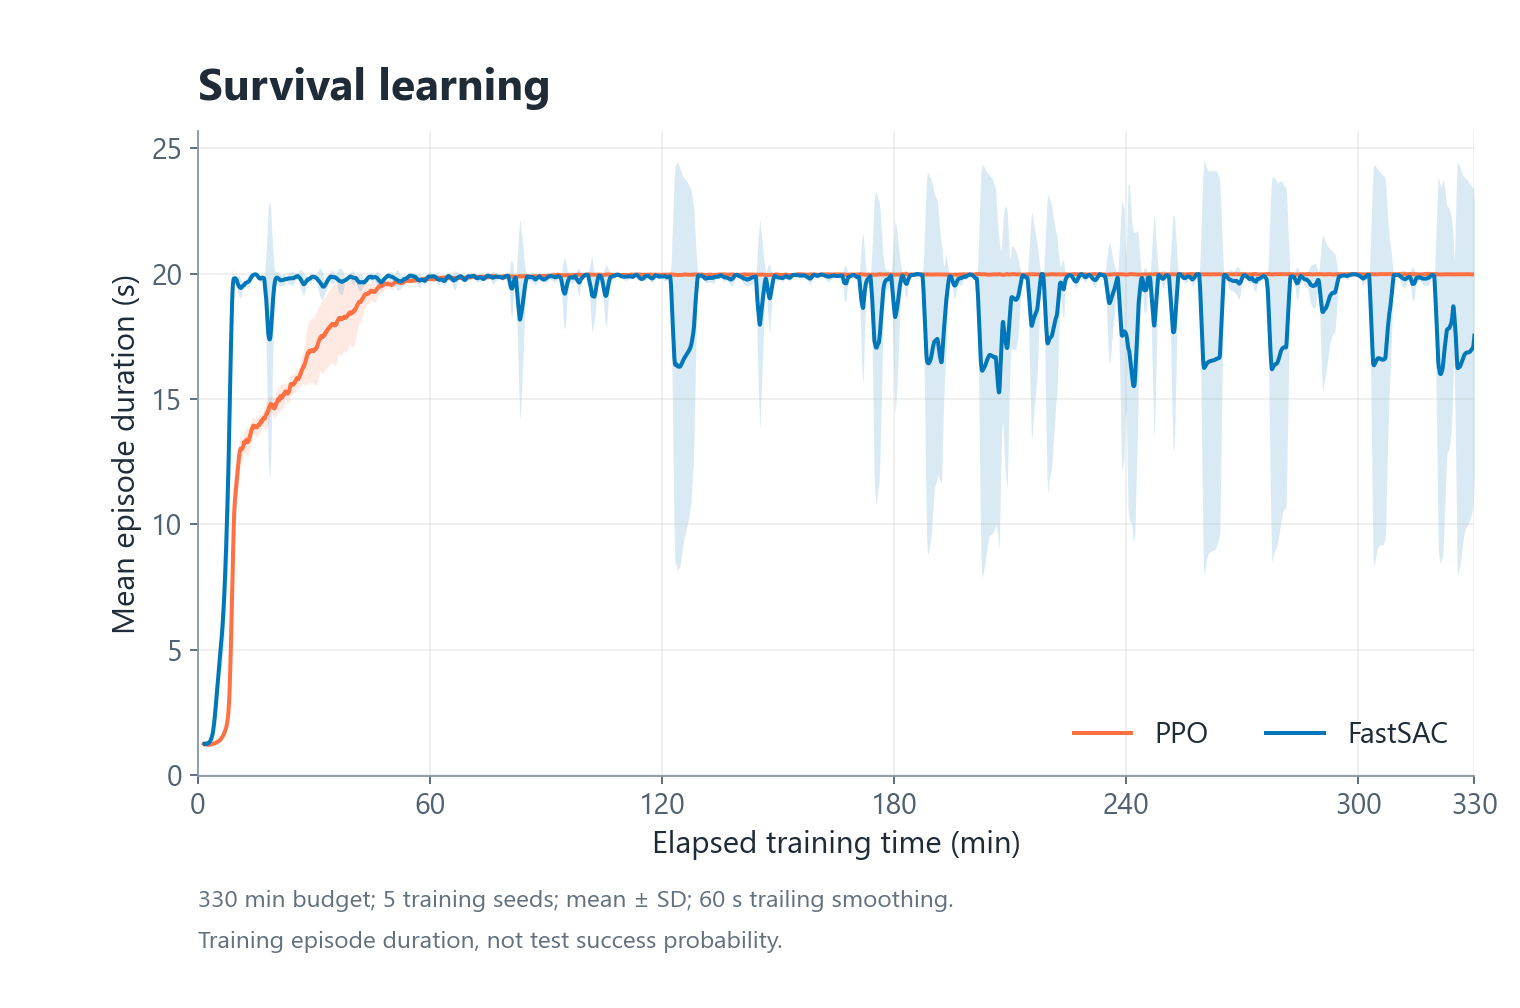 Survival learning
25
20
15
10
5
0
Mean episode duration (s)
0 60 120 180 240 300 330
Elapsed training time (min)
PPO FastSAC
330 min budget; 5 training seeds; mean ± SD; 60 s trailing smoothing.
Training episode duration, not test success probability.